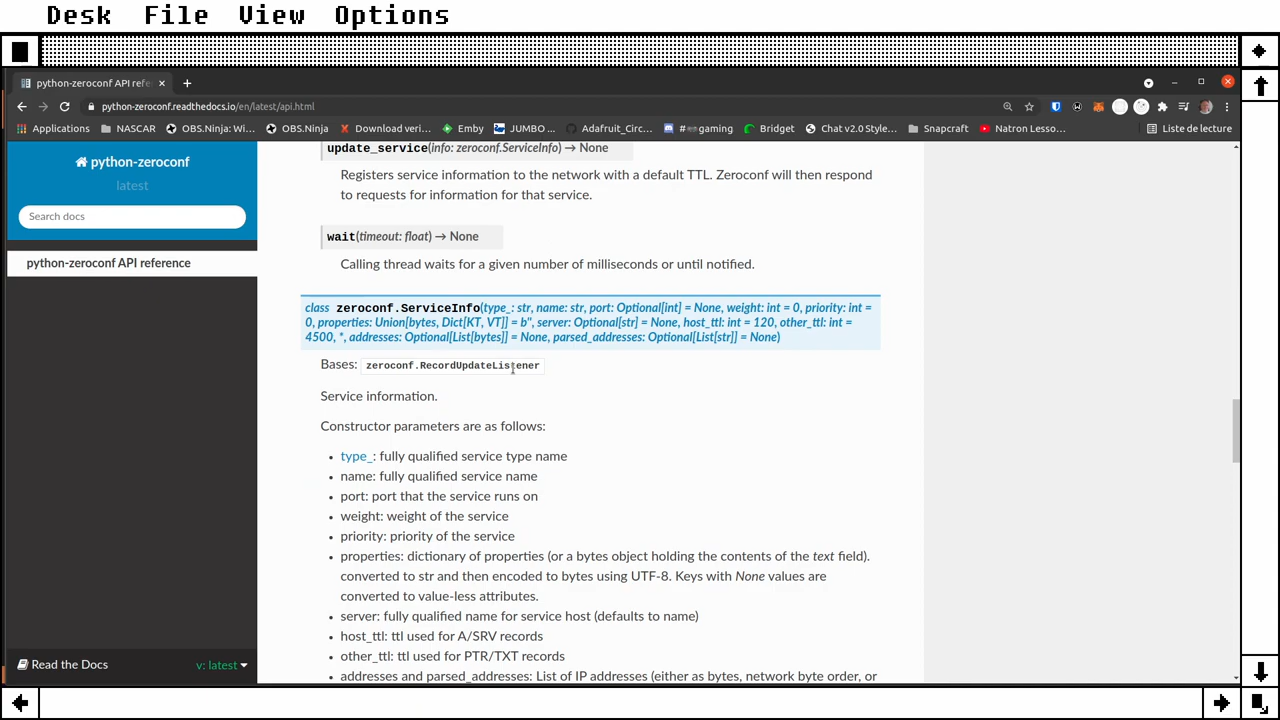 Desk File View Options
python-zeroconf API refe
python-zeroconf.readthedocs.io/en/latest/api.html
Applications NASCAR OBS.Ninja: Wi... OBS.Ninja Download veri... Emby JUMBO ... Adafruit_Circ... gaming Bridget Chat v2.0 Style... Snapcraft Natron Lesso... Liste de lecture
python-zeroconf
latest
Search docs
python-zeroconf API reference
update_service(info: zeroconf.ServiceInfo) → None
Registers service information to the network with a default TTL. Zeroconf will then respond
to requests for information for that service.
wait(timeout: float) → None
Calling thread waits for a given number of milliseconds or until notified.
class zeroconf.ServiceInfo(type_: str, name: str, port: Optional[int] = None, weight: int = 0, priority: int =
0, properties: Union[bytes, Dict[KT, VT]] = b'', server: Optional[str] = None, host_ttl: int = 120, other_ttl: int =
4500, *, addresses: Optional[List[bytes]] = None, parsed_addresses: Optional[List[str]] = None)
Bases: zeroconf.RecordUpdateListener
Service information.
Constructor parameters are as follows:
• type_: fully qualified service type name
• name: fully qualified service name
• port: port that the service runs on
• weight: weight of the service
• priority: priority of the service
• properties: dictionary of properties (or a bytes object holding the contents of the text field).
converted to str and then encoded to bytes using UTF-8. Keys with None values are
converted to value-less attributes.
• server: fully qualified name for service host (defaults to name)
• host_ttl: ttl used for A/SRV records
• other_ttl: ttl used for PTR/TXT records
• addresses and parsed_addresses: List of IP addresses (either as bytes, network byte order, or
Read the Docs v: latest